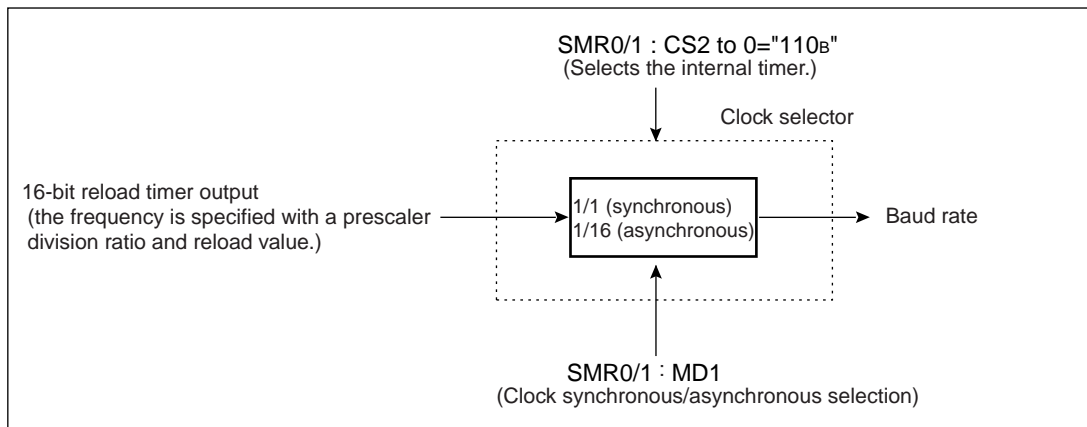 SMR0/1 : CS2 to 0="110B"
(Selects the internal timer.)
Clock selector
16-bit reload timer output
(the frequency is specified with a prescaler
division ratio and reload value.)
1/1 (synchronous)
1/16 (asynchronous)
Baud rate
SMR0/1 : MD1
(Clock synchronous/asynchronous selection)